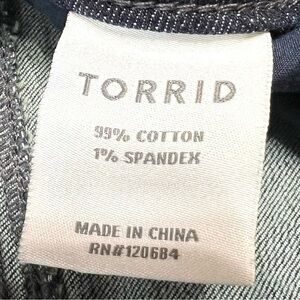 TORRID
99% COTTON
1% SPANDEX
MADE IN CHINA
RN#120684